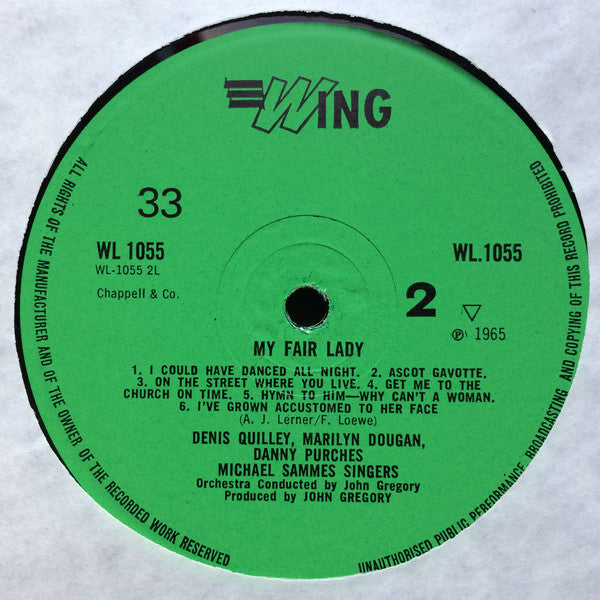 WING
33
WL 1055
WL-1055 2L
Chappell & Co.
WL.1055
2
℗ 1965
MY FAIR LADY
1. I COULD HAVE DANCED ALL NIGHT. 2. ASCOT GAVOTTE.
3. ON THE STREET WHERE YOU LIVE. 4. GET ME TO THE
CHURCH ON TIME. 5. HYMN TO HIM—WHY CAN'T A WOMAN.
6. I'VE GROWN ACCUSTOMED TO HER FACE
(A. J. Lerner/F. Loewe)
DENIS QUILLEY, MARILYN DOUGAN,
DANNY PURCHES
MICHAEL SAMMES SINGERS
Orchestra Conducted by John Gregory
Produced by JOHN GREGORY
ALL RIGHTS OF THE MANUFACTURER AND OF THE OWNER OF THE RECORDED WORK RESERVED
UNAUTHORISED PUBLIC PERFORMANCE, BROADCASTING AND COPYING OF THIS RECORD PROHIBITED